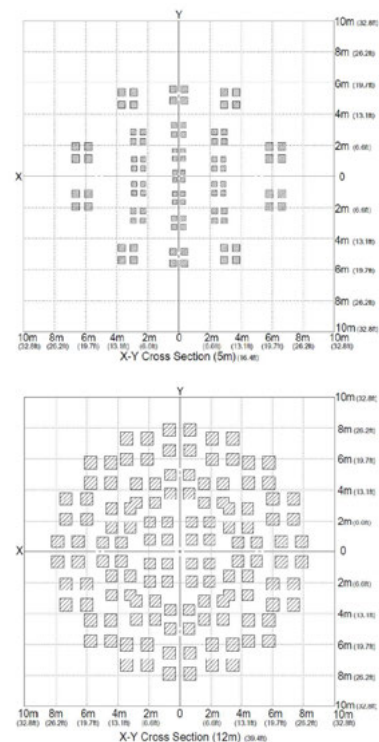 Y
10m (32.8ft)
8m (26.2ft)
6m (19.7ft)
4m (13.1ft)
2m (6.6ft)
X 0
2m (6.6ft)
4m (13.1ft)
6m (19.7ft)
8m (26.2ft)
10m (32.8ft)
10m 8m 6m 4m 2m 0 2m 4m 6m 8m 10m
(32.8ft) (26.2ft) (19.7ft) (13.1ft) (6.6ft) (6.6ft) (13.1ft) (19.7ft) (26.2ft) (32.8ft)
X-Y Cross Section (5m) (16.4ft)
Y
10m (32.8ft)
8m (26.2ft)
6m (19.7ft)
4m (13.1ft)
2m (6.6ft)
X 0
2m (6.6ft)
4m (13.1ft)
6m (19.7ft)
8m (26.2ft)
10m (32.8ft)
10m 8m 6m 4m 2m 0 2m 4m 6m 8m 10m
(32.8ft) (26.2ft) (19.7ft) (13.1ft) (6.6ft) (6.6ft) (13.1ft) (19.7ft) (26.2ft) (32.8ft)
X-Y Cross Section (12m) (39.4ft)